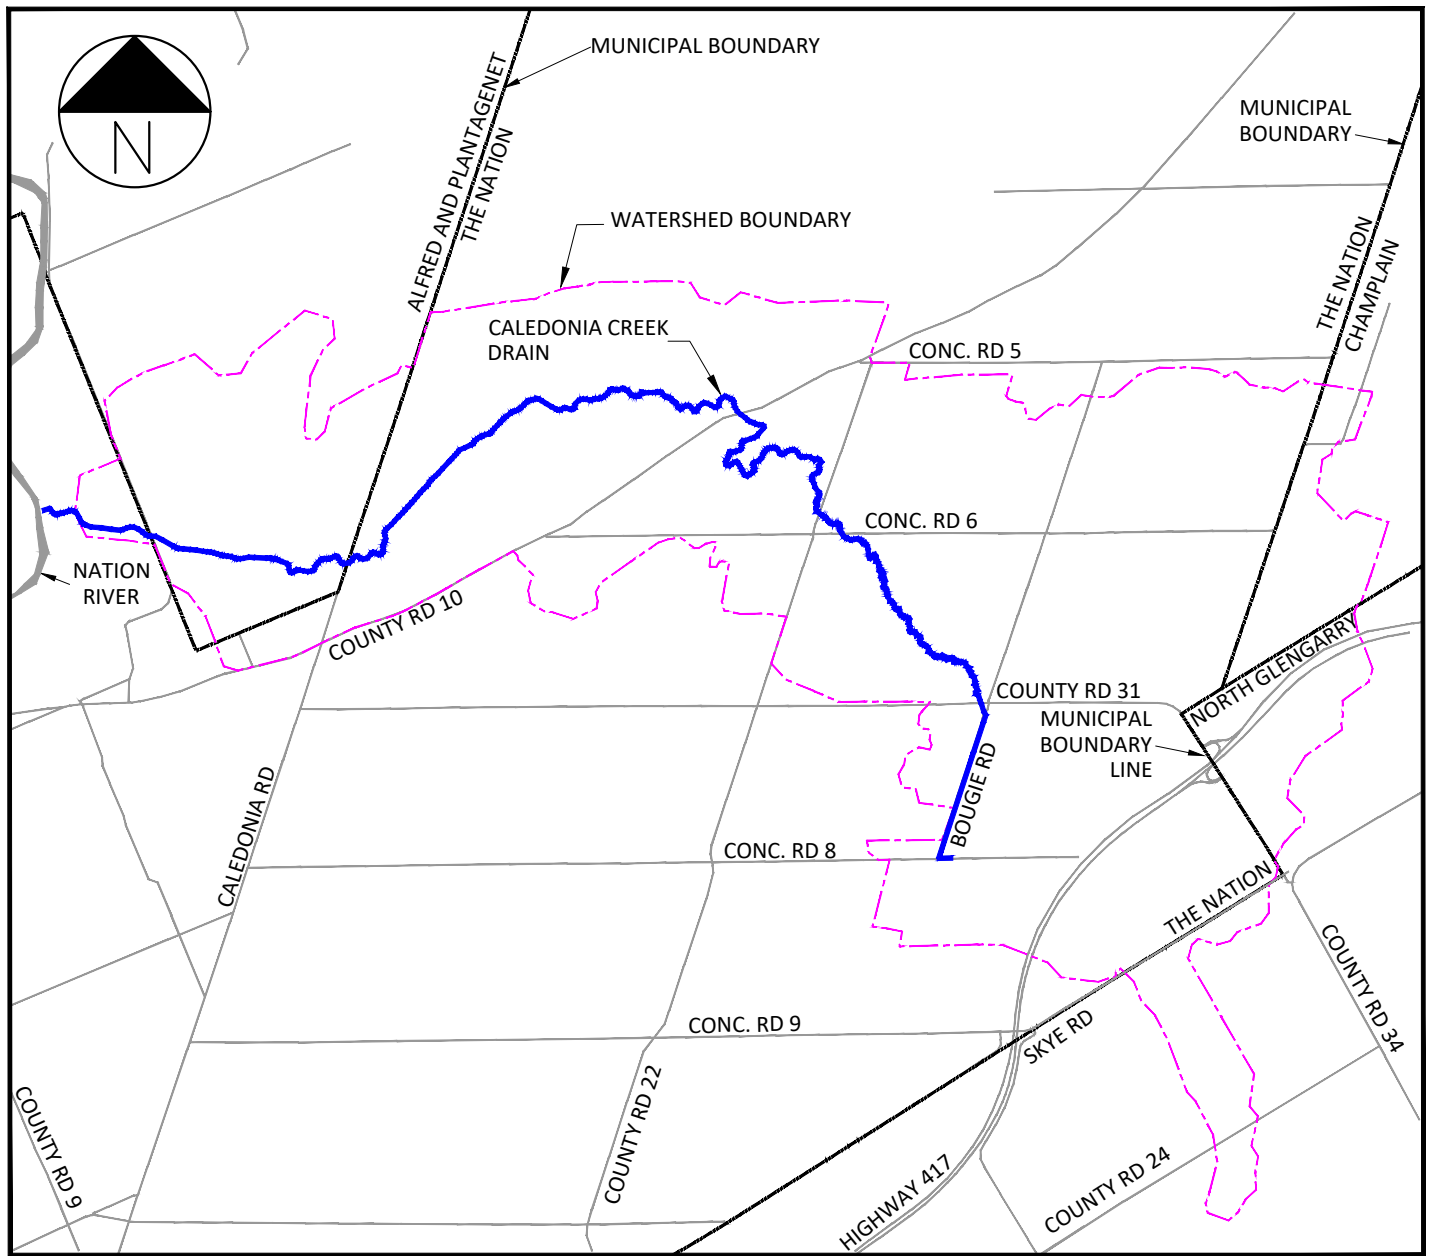 MUNICIPAL BOUNDARY
N
ALFRED AND PLANTAGENET
THE NATION
MUNICIPAL
BOUNDARY
WATERSHED BOUNDARY
THE NATION
CHAMPLAIN
CALEDONIA CREEK
DRAIN
CONC. RD 5
CONC. RD 6
NATION
RIVER
COUNTY RD 10
NORTH GLENGARRY
COUNTY RD 31
MUNICIPAL
BOUNDARY
LINE
BOUGIE RD
CALEDONIA RD
CONC. RD 8
THE NATION
COUNTY RD 34
CONC. RD 9
SKYE RD
COUNTY RD 22
COUNTY RD 9
HIGHWAY 417
COUNTY RD 24